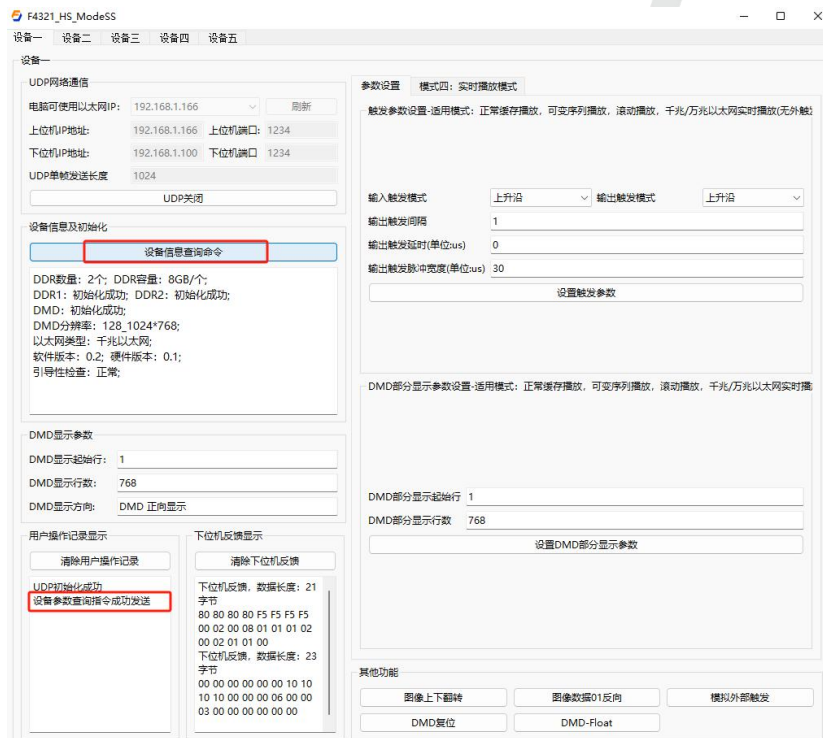 F4321_HS_ModeSS
设备一 设备二 设备三 设备四 设备五
设备一
UDP网络通信
电脑可使用以太网IP: 192.168.1.166 刷新
上位机IP地址: 192.168.1.166 上位机端口: 1234
下位机IP地址: 192.168.1.100 下位机端口 1234
UDP单帧发送长度 1024
UDP关闭
设备信息及初始化
设备信息查询命令
DDR数量：2个; DDR容量：8GB/个;
DDR1：初始化成功; DDR2：初始化成功;
DMD：初始化成功;
DMD分辨率：128_1024*768;
以太网类型：千兆以太网;
软件版本：0.2; 硬件版本：0.1;
引导性检查：正常;
DMD显示参数
DMD显示起始行: 1
DMD显示行数: 768
DMD显示方向: DMD 正向显示
用户操作记录显示
清除用户操作记录
UDP初始化成功
设备参数查询指令成功发送
下位机反馈显示
清除下位机反馈
下位机反馈，数据长度：21
字节
80 80 80 80 F5 F5 F5 F5
00 02 00 08 01 01 01 02
00 02 01 01 00
下位机反馈，数据长度：23
字节
00 00 00 00 00 00 10 10
10 10 00 00 00 06 00 00
03 00 00 00 00 00 00
参数设置 模式四：实时播放模式
触发参数设置-适用模式：正常缓存播放，可变序列播放，滚动播放，千兆/万兆以太网实时播放(无外触
输入触发模式 上升沿 输出触发模式 上升沿
输出触发间隔 1
输出触发延时(单位:us) 0
输出触发脉冲宽度(单位:us) 30
设置触发参数
DMD部分显示参数设置-适用模式：正常缓存播放，可变序列播放，滚动播放，千兆/万兆以太网实时播
DMD部分显示起始行 1
DMD部分显示行数 768
设置DMD部分显示参数
其他功能
图像上下翻转 图像数据01反向 模拟外部触发
DMD复位 DMD-Float